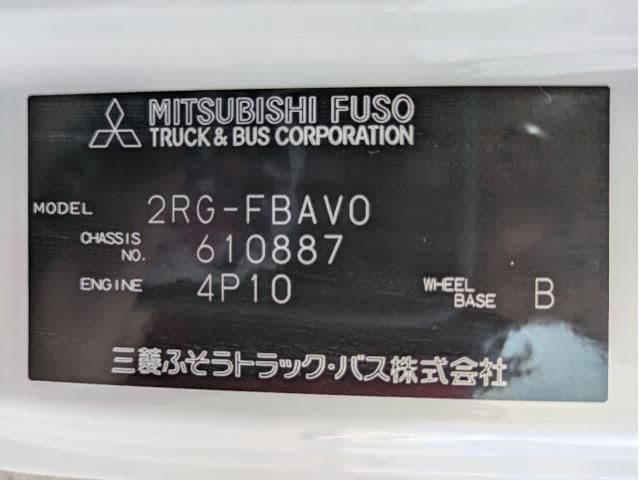 MITSUBISHI FUSO
TRUCK & BUS CORPORATION
MODEL 2RG-FBAV0
CHASSIS NO. 610887
ENGINE 4P10 WHEEL BASE B
三菱ふそうトラック・バス株式会社